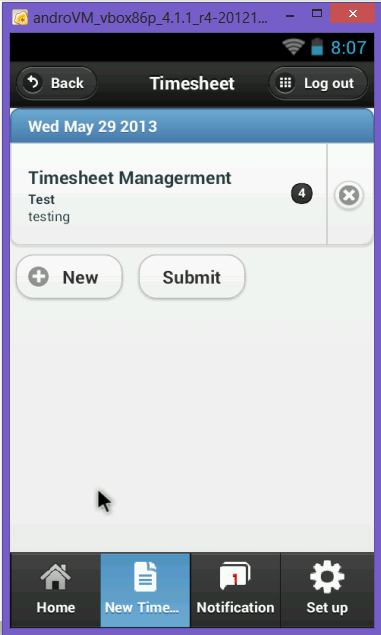 androVM_vbox86p_4.1.1_r4-20121...
8:07
Back
Timesheet
Log out
Wed May 29 2013
Timesheet Managerment
Test
testing
4
New
Submit
1
Home
New Time...
Notification
Set up